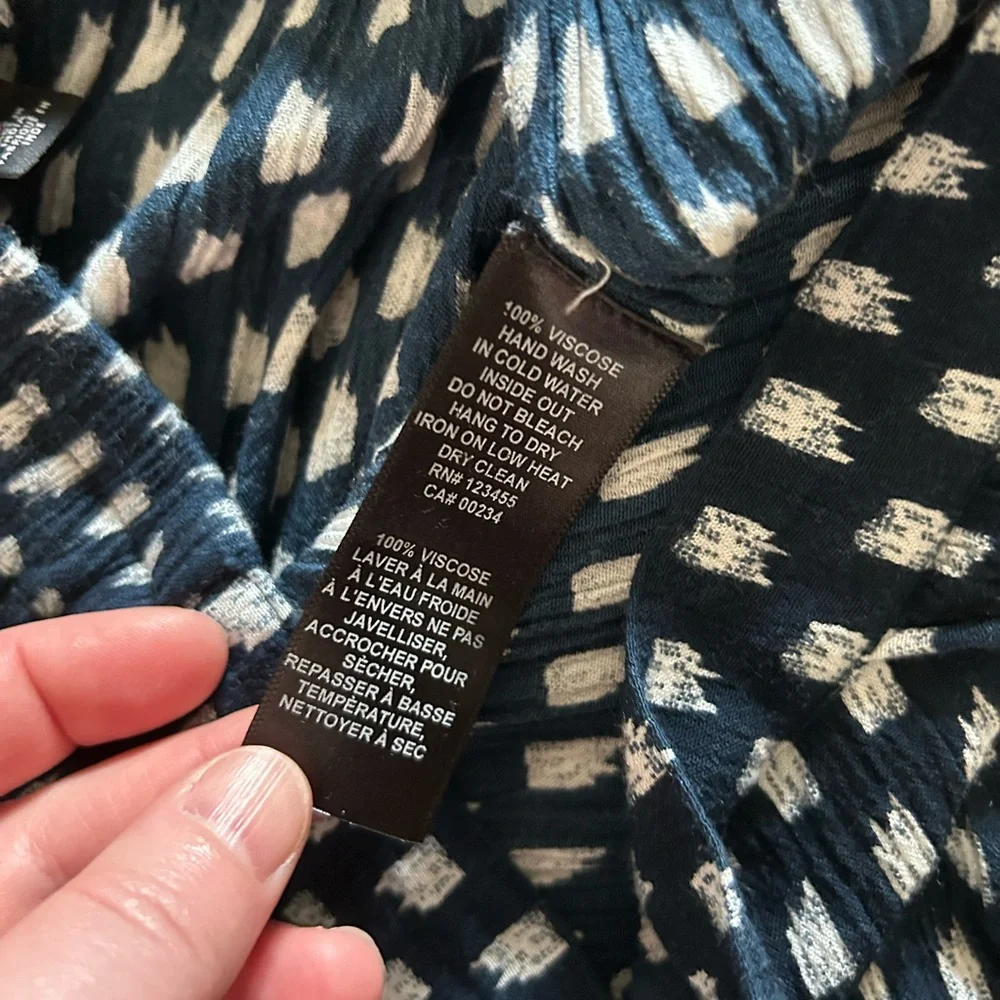 100% VISCOSE
HAND WASH
IN COLD WATER
INSIDE OUT
DO NOT BLEACH
HANG TO DRY
IRON ON LOW HEAT
DRY CLEAN
RN# 123455
CA# 00234
100% VISCOSE
LAVER À LA MAIN
À L'EAU FROIDE
À L'ENVERS NE PAS
JAVELLISER,
ACCROCHER POUR
SÉCHER,
REPASSER À BASSE
TEMPÉRATURE,
NETTOYER À SEC